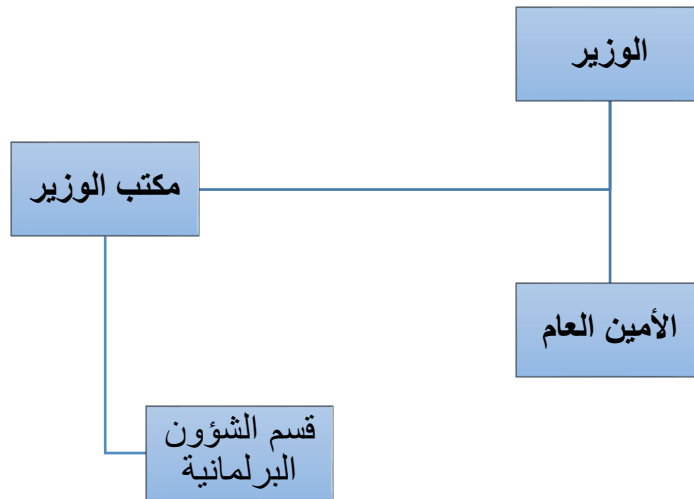 الوزير
مكتب الوزير
الأمين العام
قسم الشؤون
البرلمانية